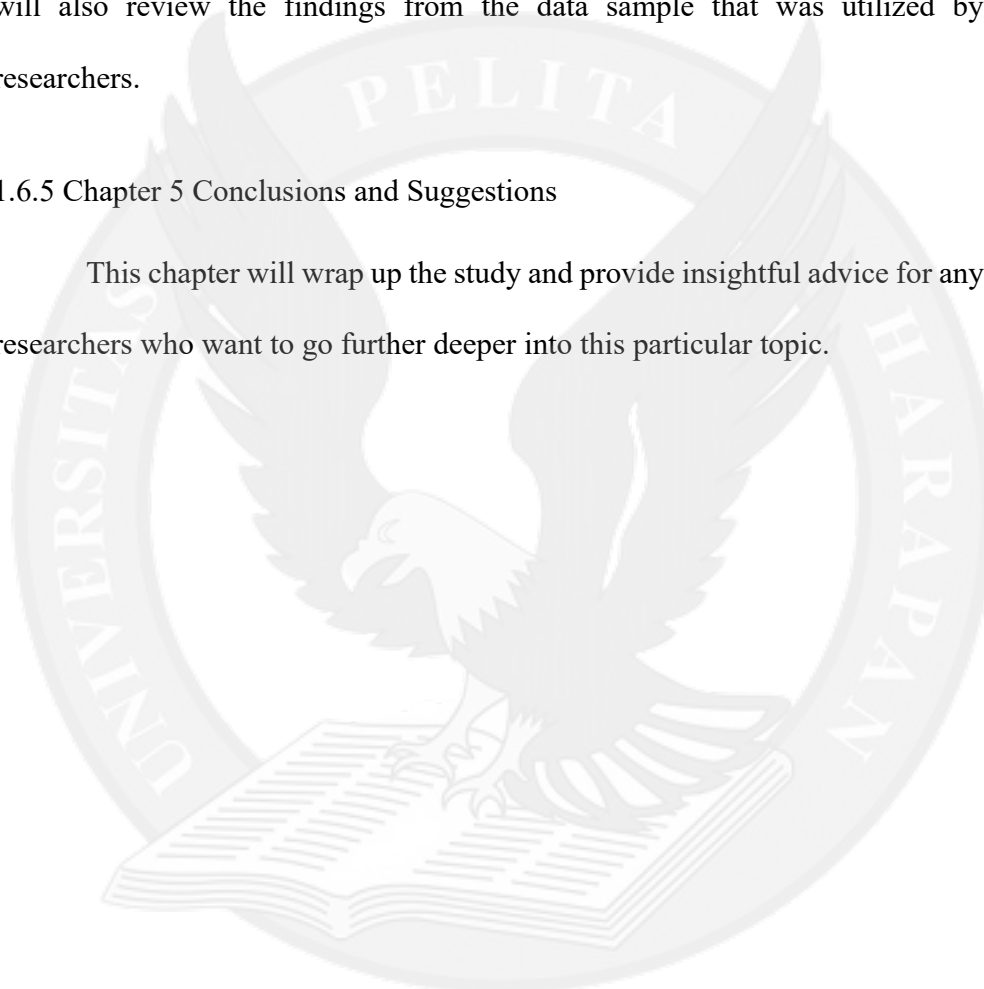 will also review the findings from the data sample that was utilized by
researchers.
1.6.5 Chapter 5 Conclusions and Suggestions
This chapter will wrap up the study and provide insightful advice for any
researchers who want to go further deeper into this particular topic.
UNIVERSITAS PELITA HARAPAN